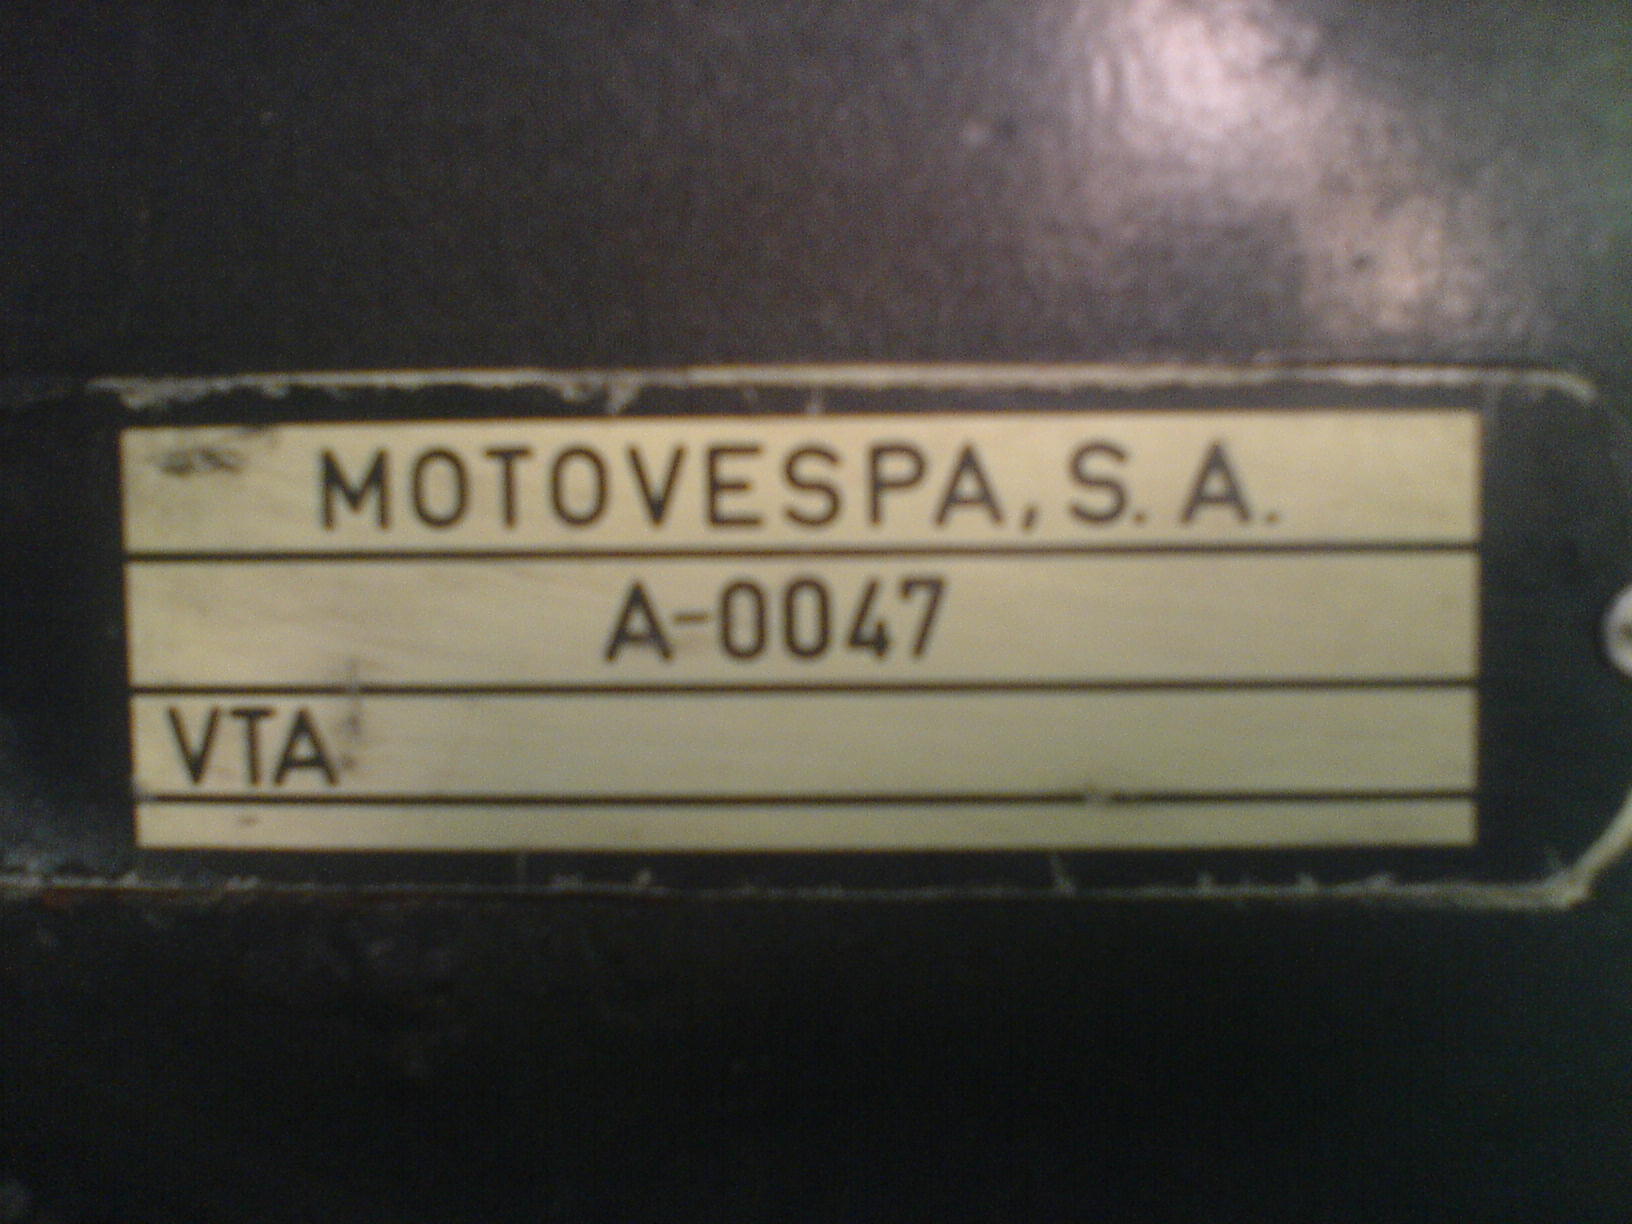 MOTOVESPA, S. A.
A-0047
VTA.